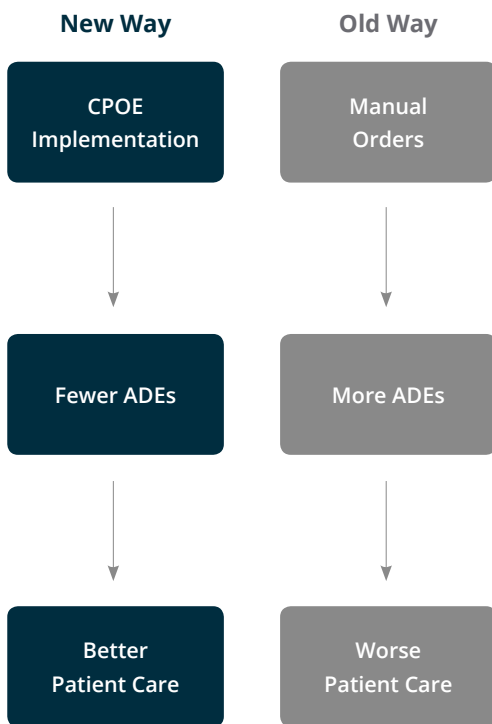 New Way
CPOE
Implementation
Fewer ADEs
Better
Patient Care
Old Way
Manual
Orders
More ADEs
Worse
Patient Care